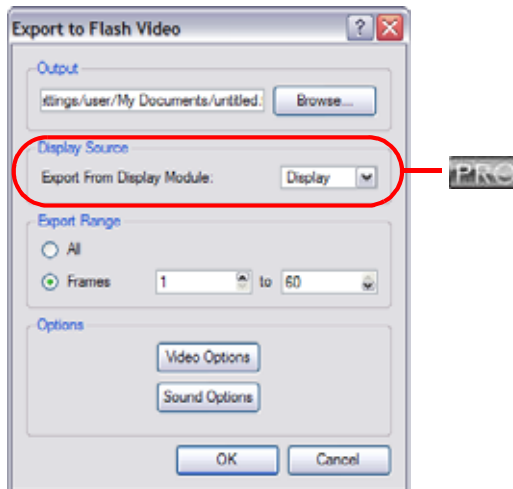 Export to Flash Video
Output
ttings/user/My Documents/untitled.
Browse...
Display Source
Export From Display Module:
Display
PRO
Export Range
All
Frames
1
to
60
Options
Video Options
Sound Options
OK
Cancel